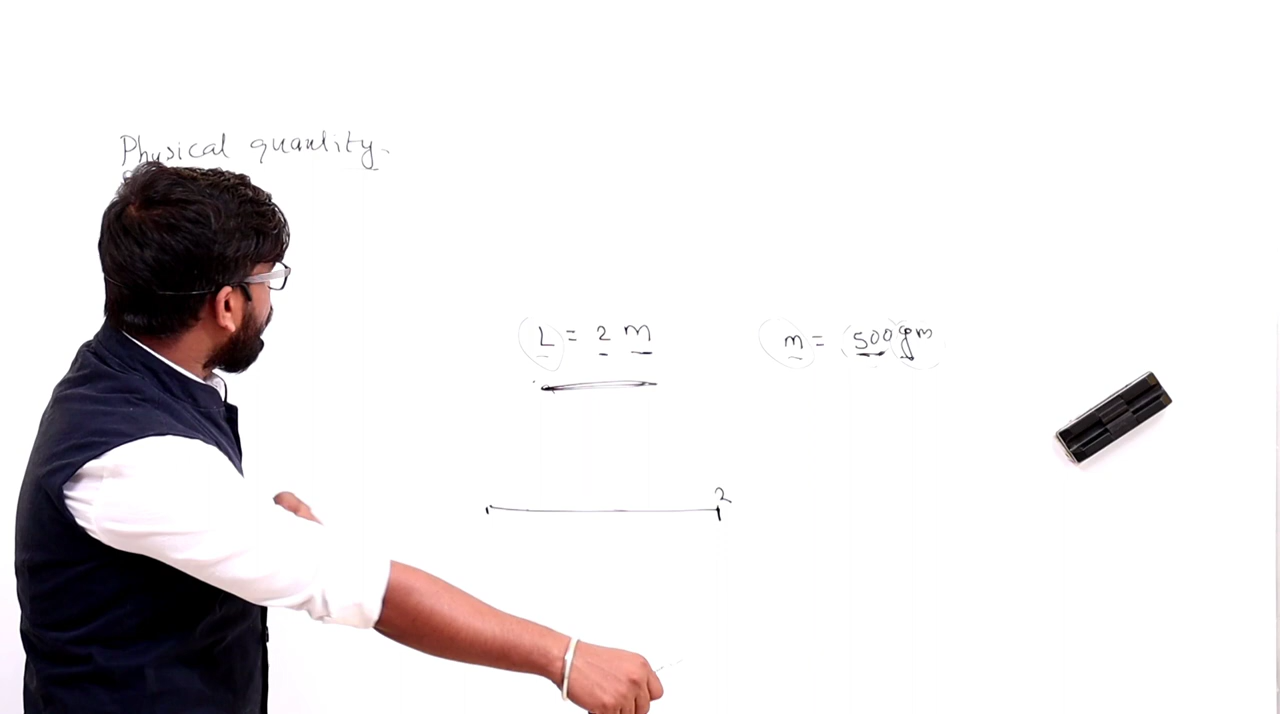 Physical quantity.
L = 2 m
m = 500 gm
2